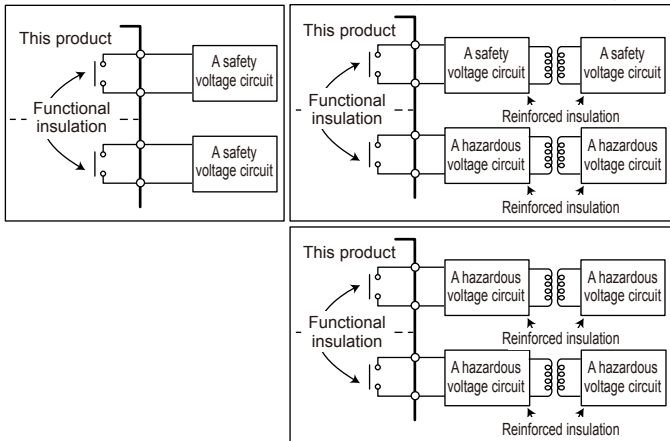 This product
A safety
voltage circuit
Functional
insulation
A safety
voltage circuit
This product
A safety
voltage circuit
A safety
voltage circuit
Functional
insulation
Reinforced insulation
A hazardous
voltage circuit
A hazardous
voltage circuit
Reinforced insulation
This product
A hazardous
voltage circuit
A hazardous
voltage circuit
Functional
insulation
Reinforced insulation
A hazardous
voltage circuit
A hazardous
voltage circuit
Reinforced insulation